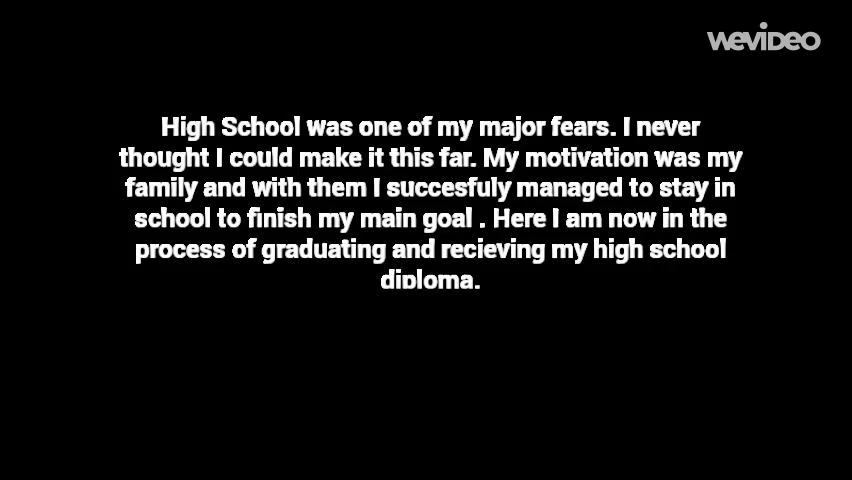 WEVIDEO
High School was one of my major fears. I never
thought I could make it this far. My motivation was my
family and with them I succesfuly managed to stay in
school to finish my main goal . Here I am now in the
process of graduating and recieving my high school
diploma.